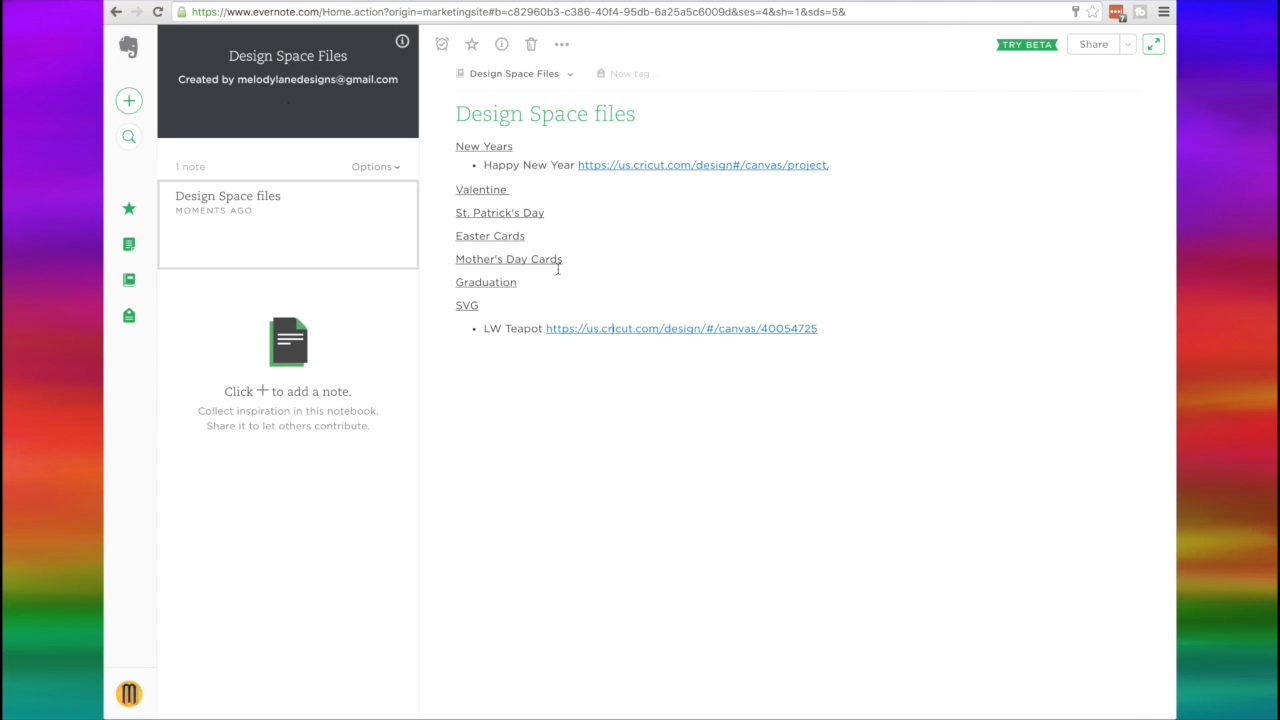 https://www.evernote.com/Home.action?origin=marketingsite#b=c82960b3-c386-40f4-95db-6a25a5c6009d&ses=4&sh=1&sds=5&
7
Design Space Files
Created by melodylanedesigns@gmail.com
1 note
Options
Design Space files
MOMENTS AGO
Click + to add a note.
Collect inspiration in this notebook.
Share it to let others contribute.
TRY BETA
Share
Design Space Files
New tag...
Design Space files
New Years
• Happy New Year https://us.cricut.com/design#/canvas/project/
Valentine
St. Patrick's Day
Easter Cards
Mother's Day Cards
Graduation
SVG
• LW Teapot https://us.cricut.com/design/#/canvas/40054725